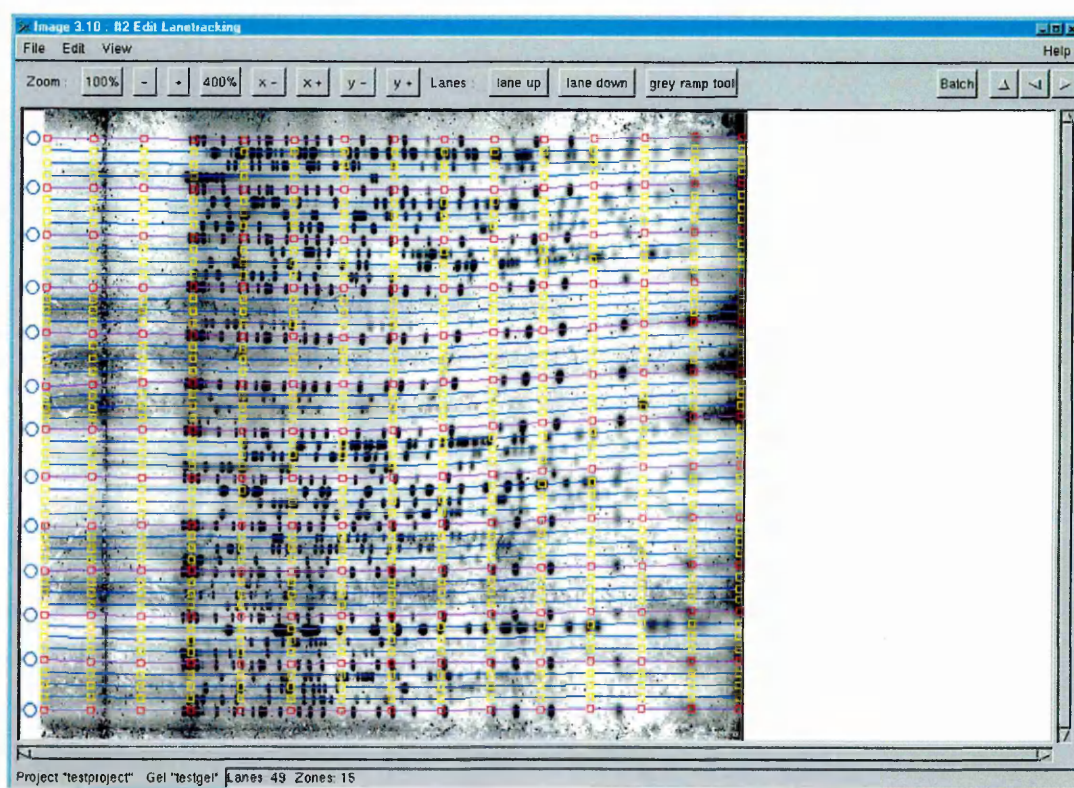 Image 3.10 : #2 Edit Lanetracking
File Edit View Help
Zoom : 100% - + 400% x - x + y - y + Lanes : lane up lane down grey ramp tool Batch
Project "testproject" Gel "testgel" Lanes: 49 Zones: 15